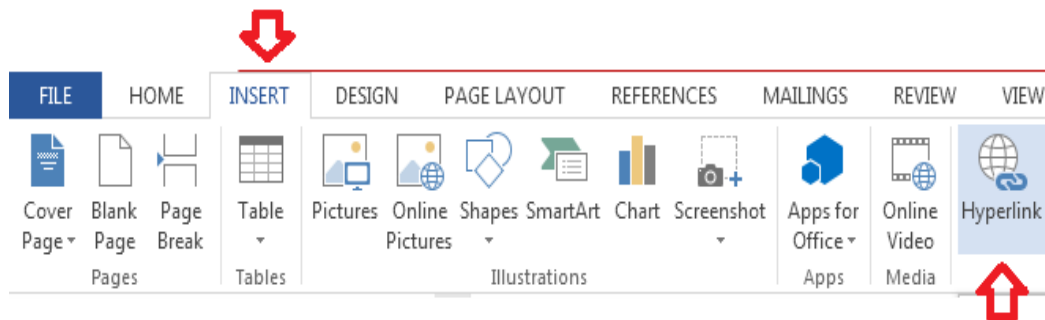 FILE HOME INSERT DESIGN PAGE LAYOUT REFERENCES MAILINGS REVIEW VIEW
Cover Blank Page Table Pictures Online Shapes SmartArt Chart Screenshot Apps for Online Hyperlink
Page Page Break Pictures Office Video
Pages Tables Illustrations Apps Media